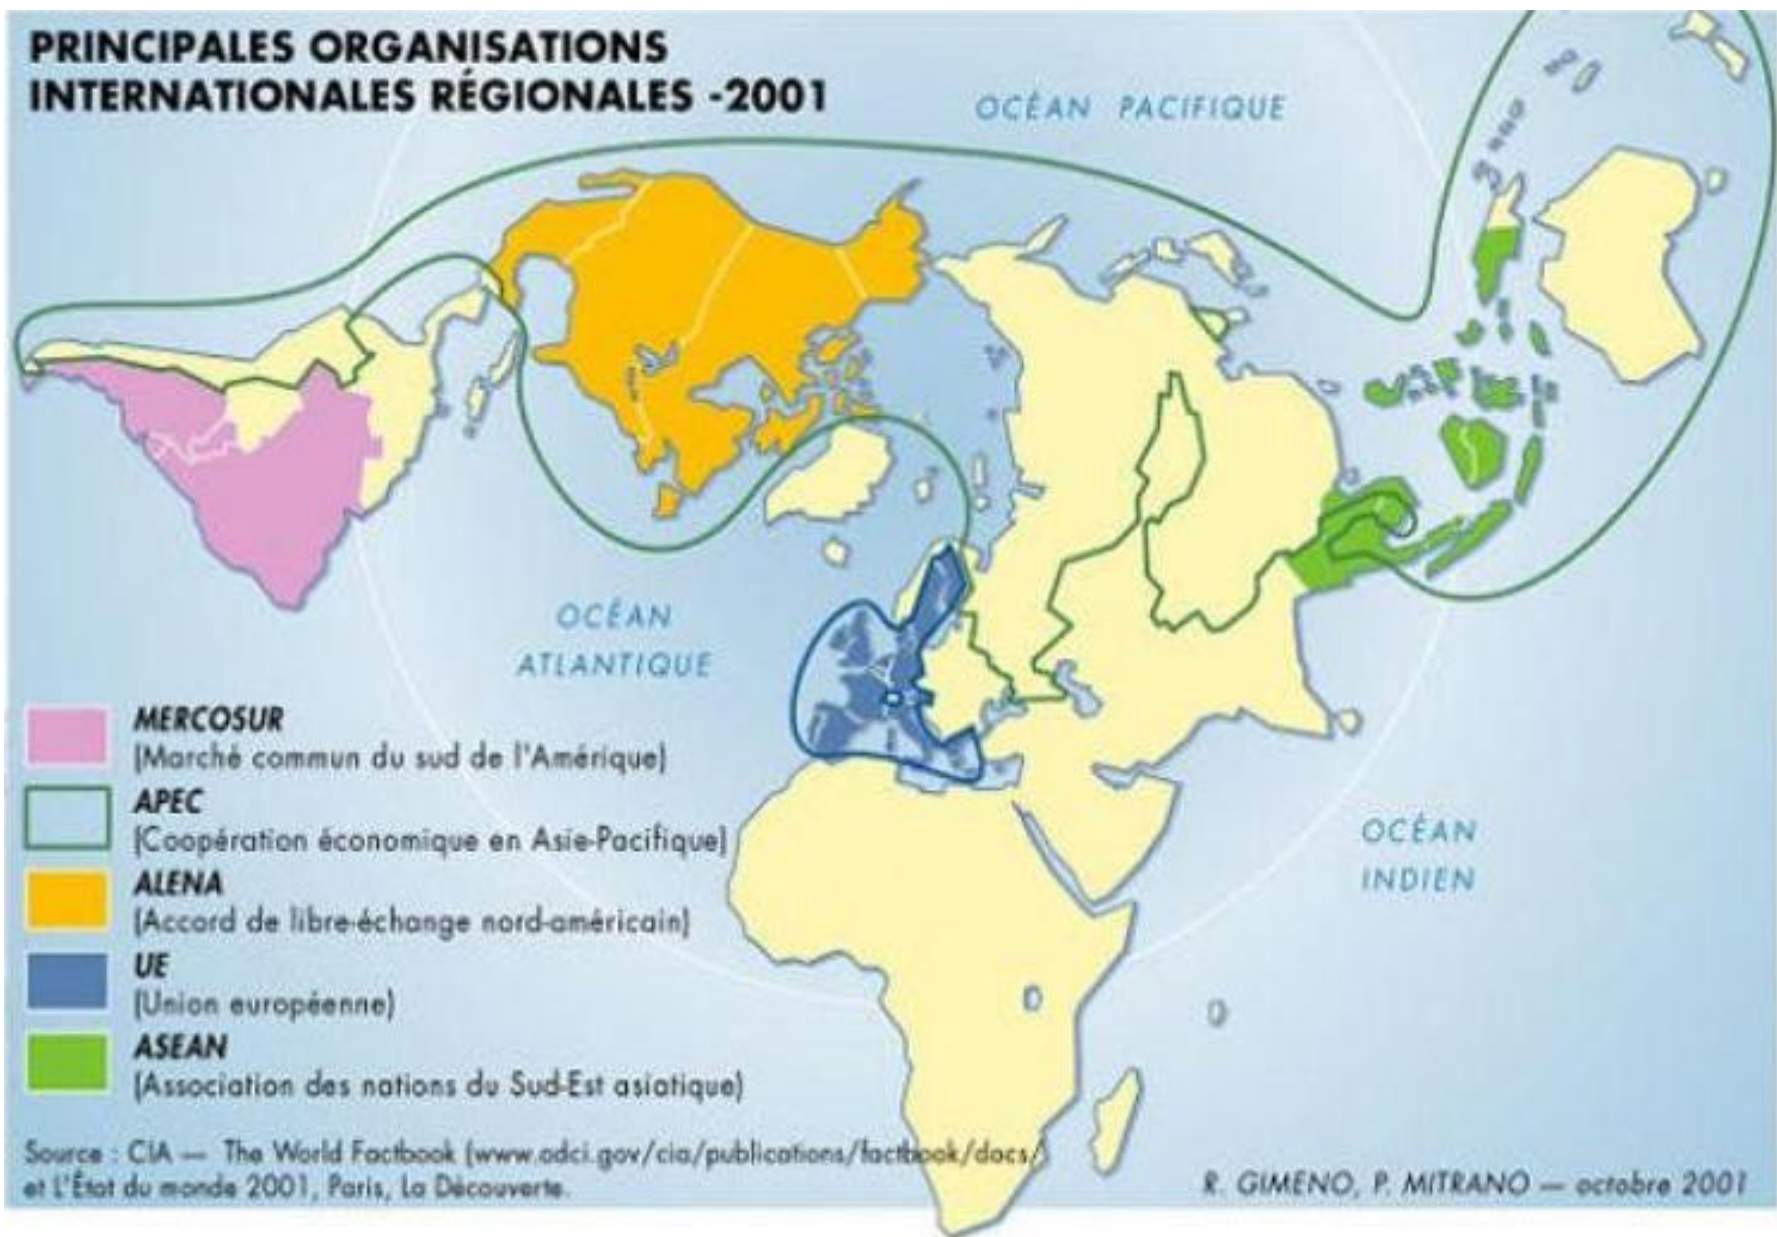 PRINCIPALES ORGANISATIONS
INTERNATIONALES RÉGIONALES -2001
OCÉAN PACIFIQUE
OCÉAN
ATLANTIQUE
OCÉAN
INDIEN
MERCOSUR
(Marché commun du sud de l'Amérique)
APEC
(Coopération économique en Asie-Pacifique)
ALENA
(Accord de libre-échange nord-américain)
UE
(Union européenne)
ASEAN
(Association des nations du Sud-Est asiatique)
Source : CIA — The World Factbook (www.odci.gov/cia/publications/factbook/docs/)
et L'État du monde 2001, Paris, La Découverte.
R. GIMENO, P. MITRANO — octobre 2001